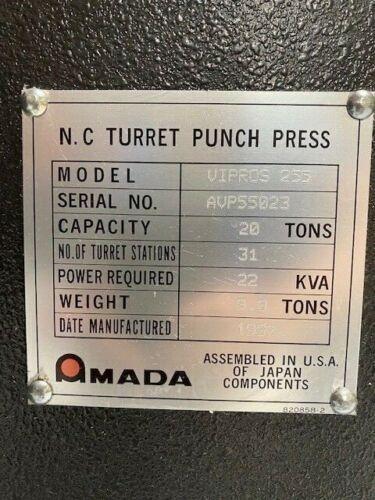 N.C TURRET PUNCH PRESS
MODEL VIPROS 255
SERIAL NO. AVP55023
CAPACITY 20 TONS
NO.OF TURRET STATIONS 31
POWER REQUIRED 22 KVA
WEIGHT TONS
DATE MANUFACTURED
AMADA
ASSEMBLED IN U.S.A.
OF JAPAN
COMPONENTS
820858-2